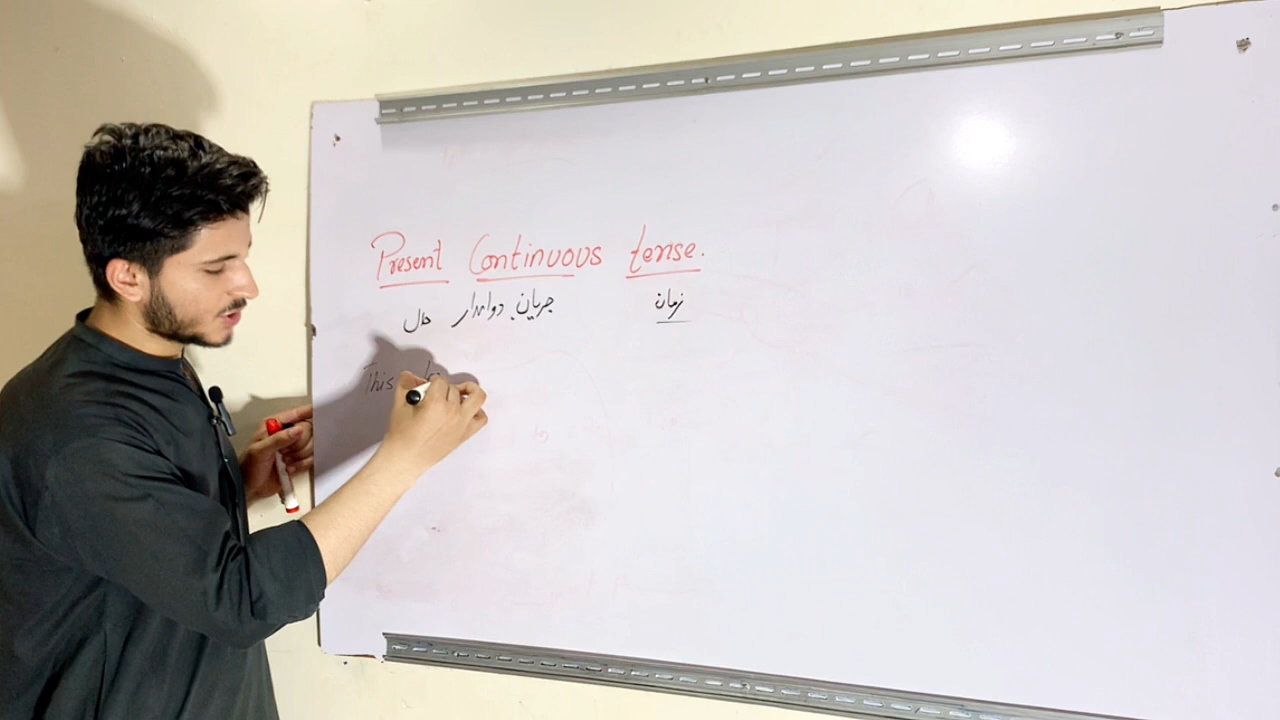 Present Continuous tense.
حال جریان دوامدار زمان
This